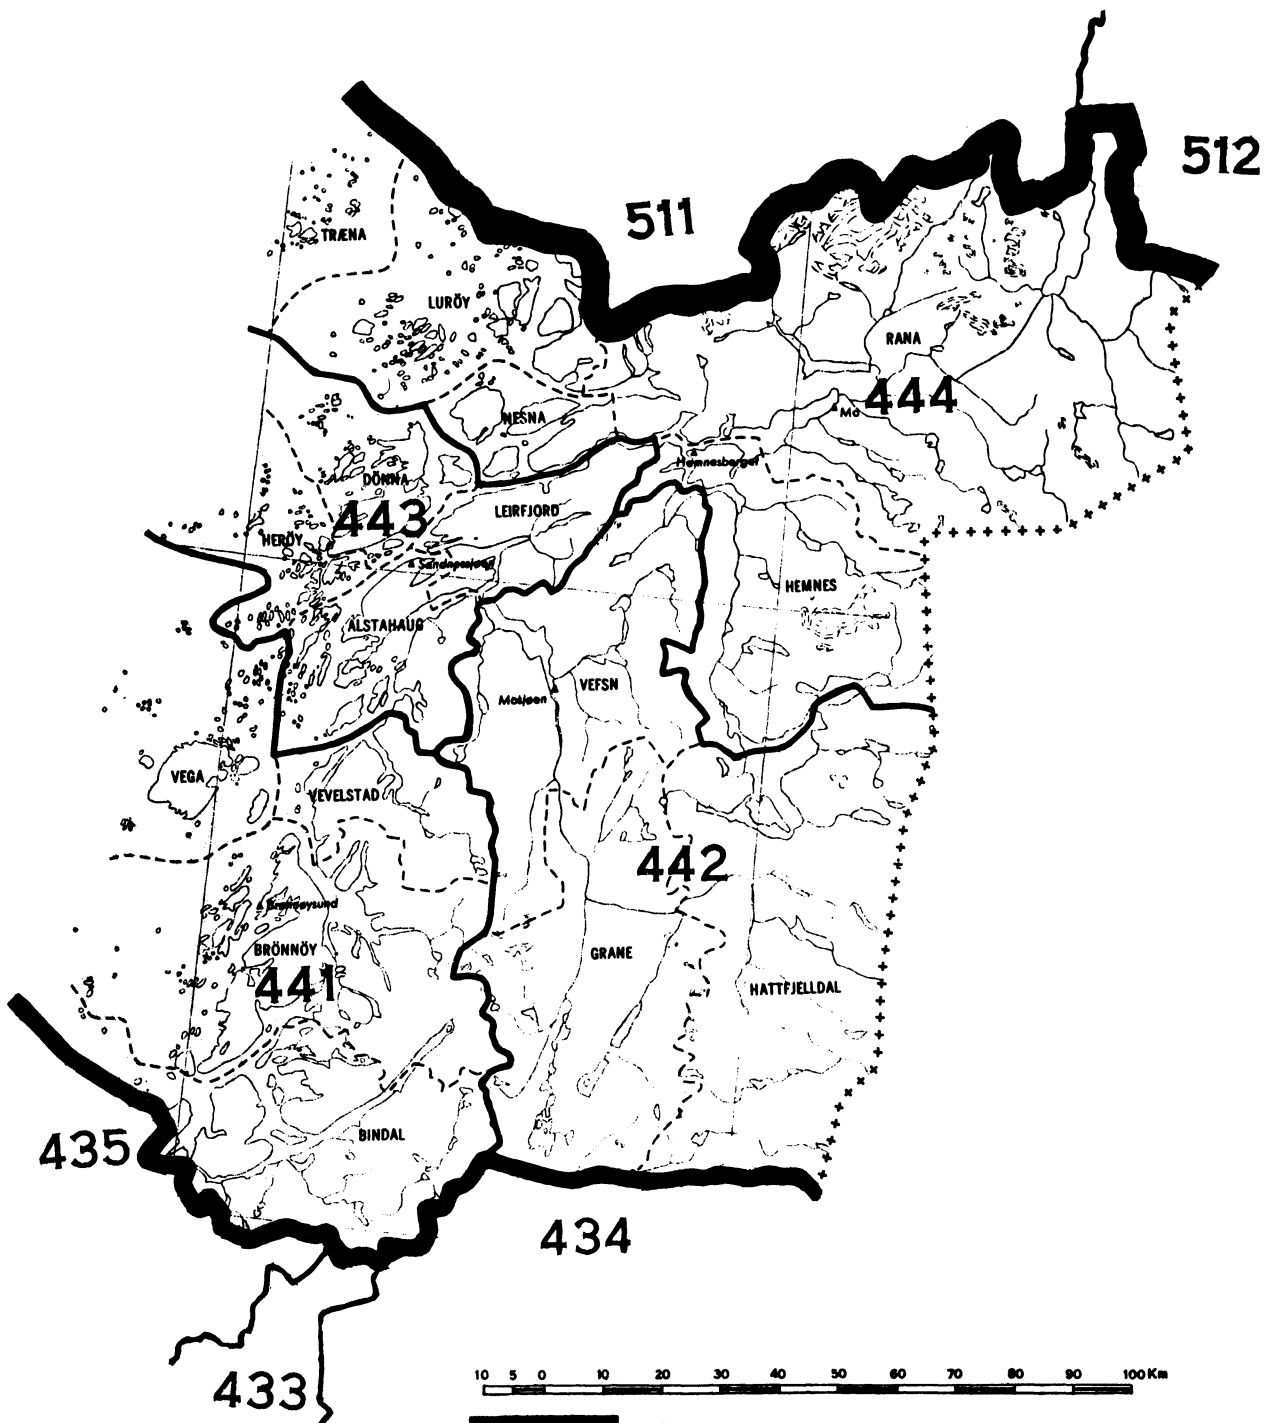 512
511
TRÆNA
LURÖY
RANA
444
Mo
NESNA
Hemnesberget
DÖNNA
443
LEIRFJORD
HERÖY
Sandnessjøen
HEMNES
ALSTAHAUG
VEFSN
Mosjøen
VEGA
VEVELSTAD
442
Brønnøysund
BRÖNNÖY
441
GRANE
HATTFJELLDAL
BINDAL
435
434
433
10 5 0 10 20 30 40 50 60 70 80 90 100 Km